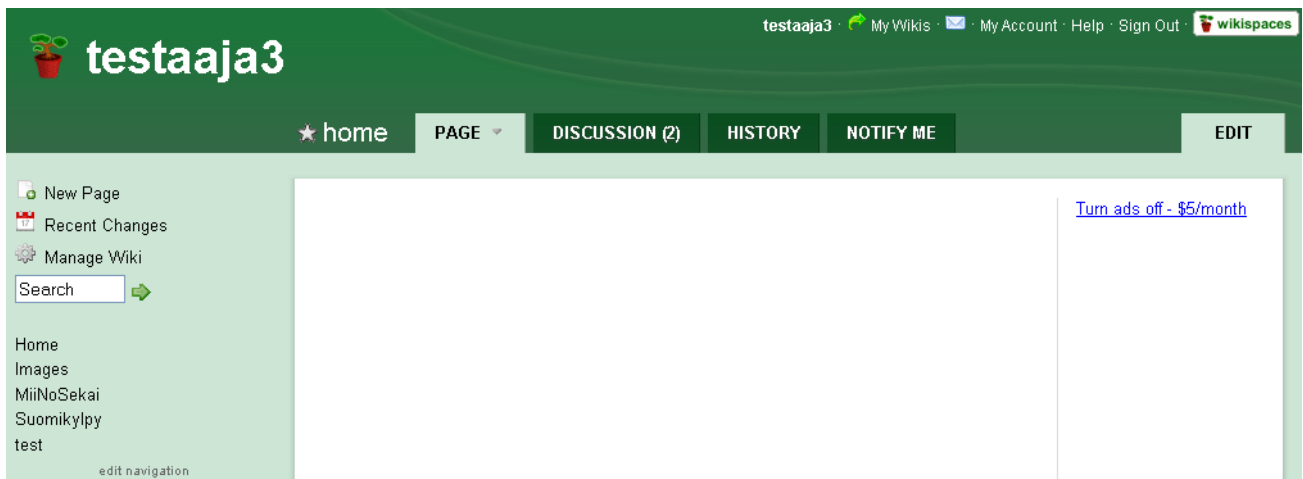 testaaja3 · My Wikis · · My Account · Help · Sign Out · wikispaces
testaaja3
home PAGE DISCUSSION (2) HISTORY NOTIFY ME EDIT
New Page
Recent Changes
17
Manage Wiki
Search
Home
Images
MiiNoSekai
Suomikylpy
test
edit navigation
Turn ads off - $5/month